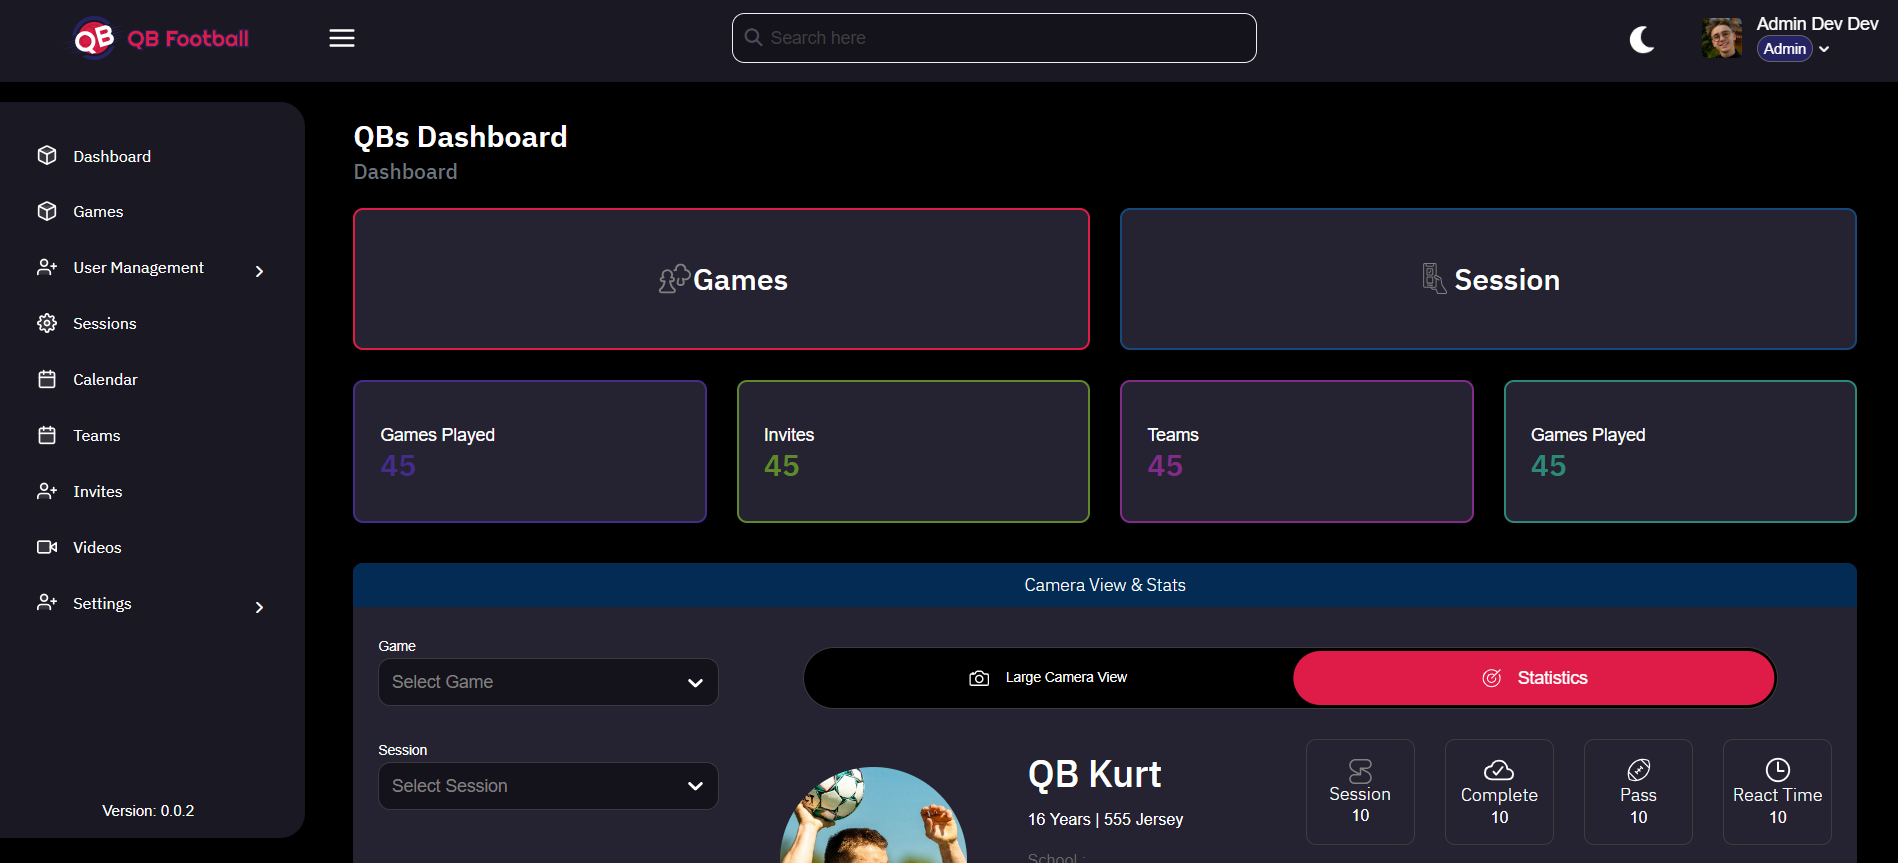 QB QB Football
Search here
Admin Dev Dev
Admin
Dashboard
Games
User Management
Sessions
Calendar
Teams
Invites
Videos
Settings
Version: 0.0.2
QBs Dashboard
Dashboard
Games
Session
Games Played
45
Invites
45
Teams
45
Games Played
45
Camera View & Stats
Game
Select Game
Session
Select Session
Large Camera View
Statistics
QB Kurt
16 Years | 555 Jersey
School :
Session
10
Complete
10
Pass
10
React Time
10